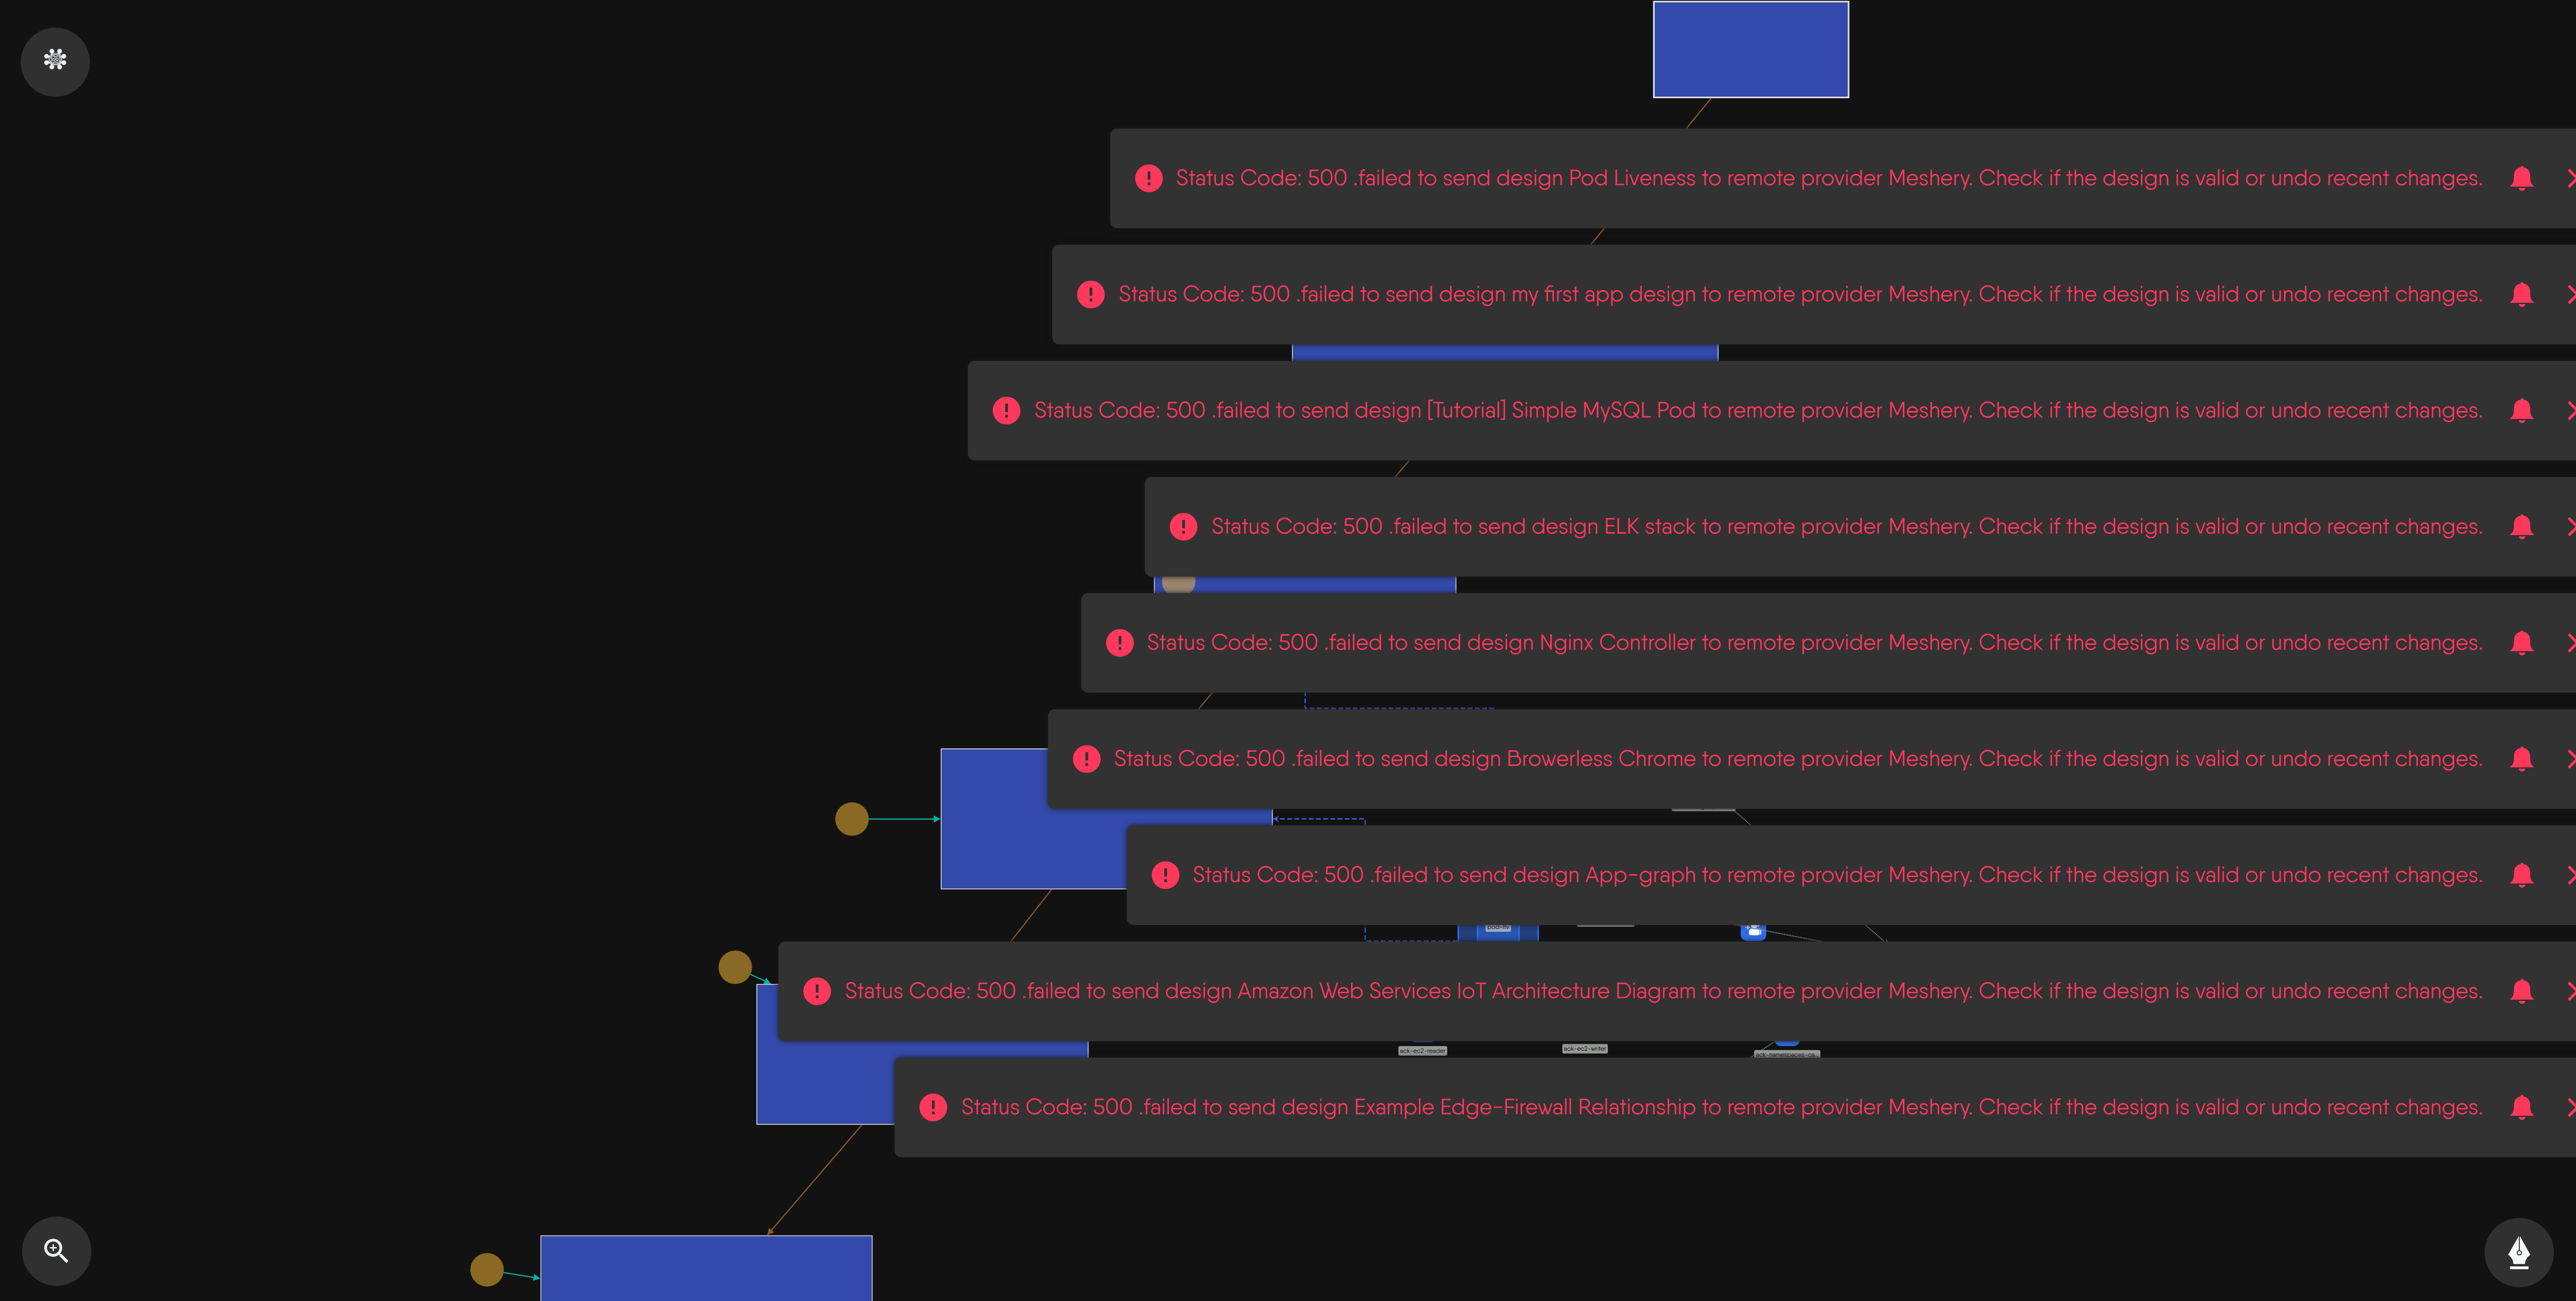 Status Code: 500 .failed to send design Pod Liveness to remote provider Meshery. Check if the design is valid or undo recent changes.
Status Code: 500 .failed to send design my first app design to remote provider Meshery. Check if the design is valid or undo recent changes.
Status Code: 500 .failed to send design [Tutorial] Simple MySQL Pod to remote provider Meshery. Check if the design is valid or undo recent changes.
Status Code: 500 .failed to send design ELK stack to remote provider Meshery. Check if the design is valid or undo recent changes.
Status Code: 500 .failed to send design Nginx Controller to remote provider Meshery. Check if the design is valid or undo recent changes.
Status Code: 500 .failed to send design Browerless Chrome to remote provider Meshery. Check if the design is valid or undo recent changes.
Status Code: 500 .failed to send design App-graph to remote provider Meshery. Check if the design is valid or undo recent changes.
Status Code: 500 .failed to send design Amazon Web Services IoT Architecture Diagram to remote provider Meshery. Check if the design is valid or undo recent changes.
ack-ec2-reader
ack-ec2-writer
Status Code: 500 .failed to send design Example Edge-Firewall Relationship to remote provider Meshery. Check if the design is valid or undo recent changes.